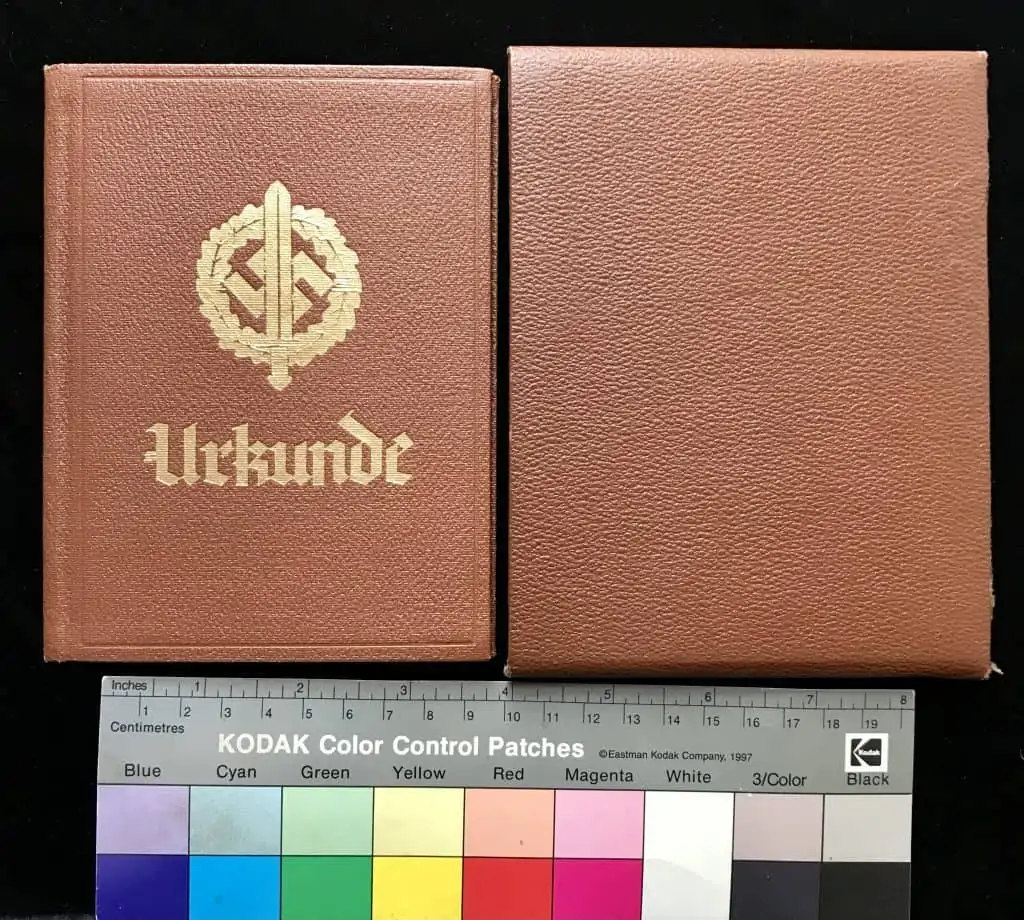 Urkunde
Inches 1 2 3 4 5 6 7 8
1 2 3 4 5 6 7 8 9 10 11 12 13 14 15 16 17 18 19
Centimetres
KODAK Color Control Patches ©Eastman Kodak Company, 1997
Kodak
Blue Cyan Green Yellow Red Magenta White 3/Color Black